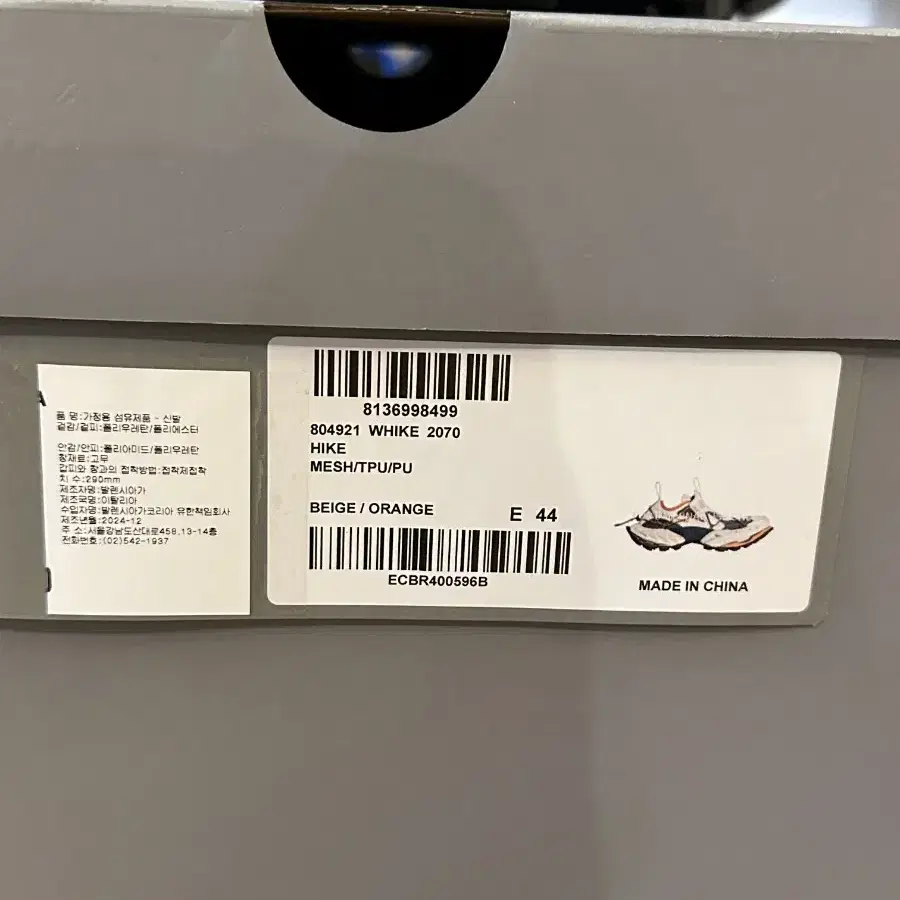 품 명:가정용 섬유제품 - 신발
겉감/겉피:폴리우레탄/폴리에스터
안감/안피:폴리아미드/폴리우레탄
창재료:고무
갑피와 창과의 접착방법:접착제접착
치 수:290mm
제조자명:발렌시아가
제조국명:이탈리아
수입자명:발렌시아가코리아 유한책임회사
제조년월:2024-12
주 소:서울강남도산대로458,13-14층
전화번호:(02)542-1937
8136998499
804921 WHIKE 2070
HIKE
MESH/TPU/PU
BEIGE / ORANGE E 44
ECBR400596B
MADE IN CHINA